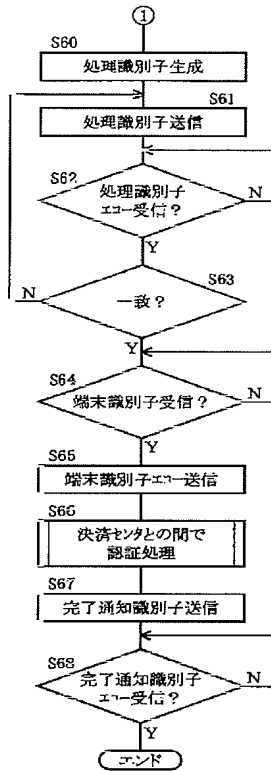 ①
S60
処理識別子生成
S61
処理識別子送信
S62
処理識別子
エコー受信？
N
Y
S63
一致？
N
Y
S64
端末識別子受信？
N
Y
S65
端末識別子エコー送信
S66
決済センタとの間で
認証処理
S67
完了通知識別子送信
S68
完了通知識別子
エコー受信？
N
Y
エンド